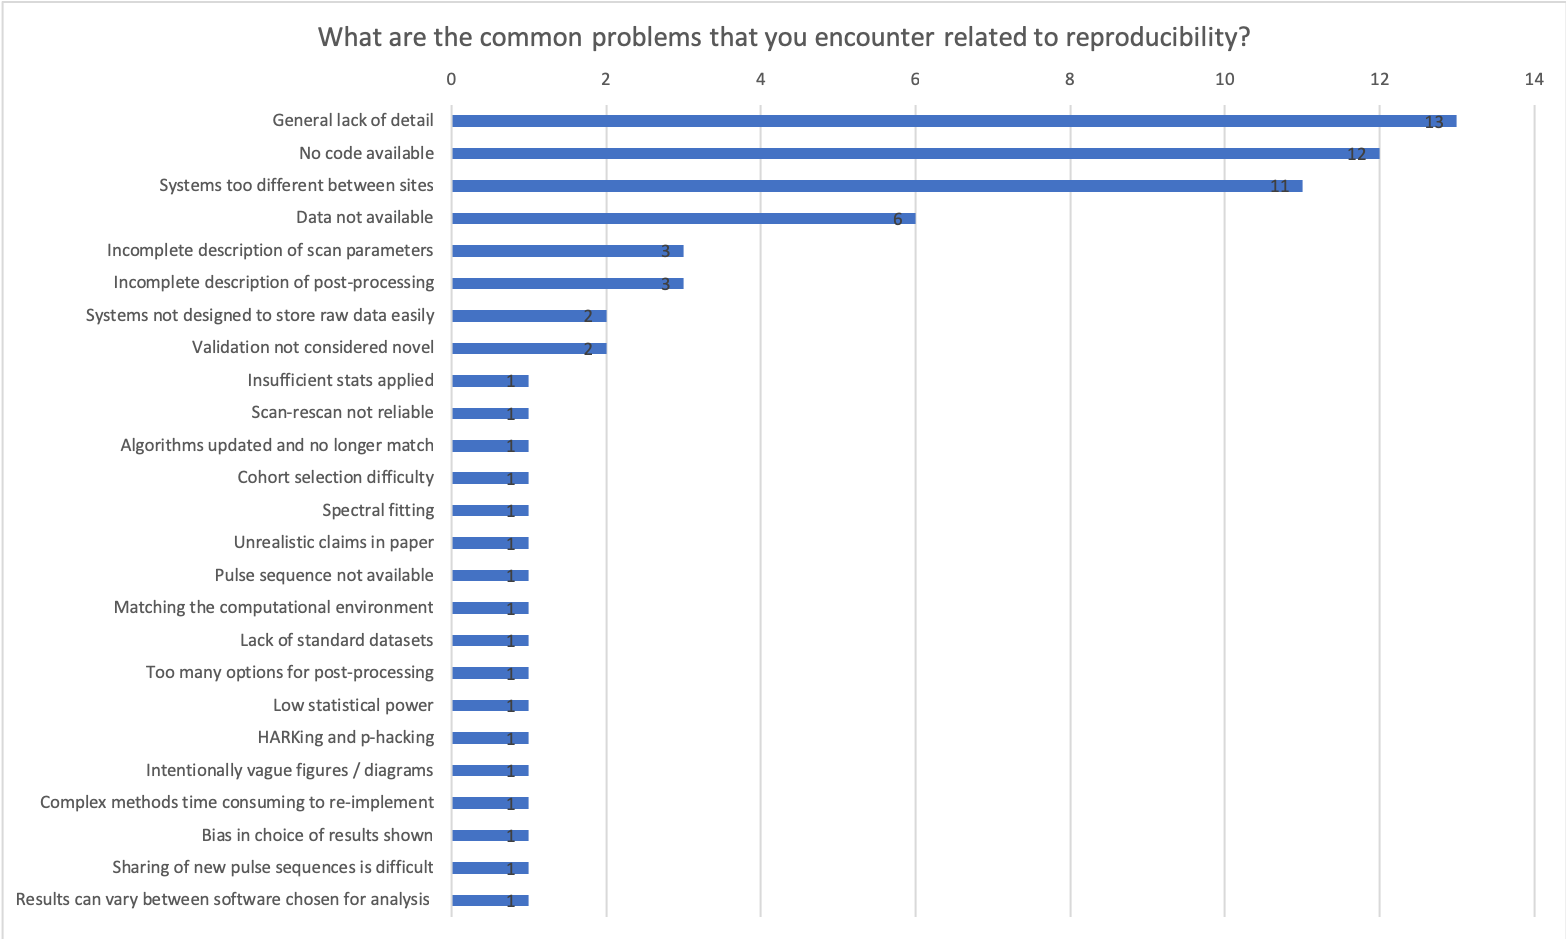 What are the common problems that you encounter related to reproducibility?
0 2 4 6 8 10 12 14
General lack of detail 13
No code available 12
Systems too different between sites 11
Data not available 6
Incomplete description of scan parameters 3
Incomplete description of post-processing 3
Systems not designed to store raw data easily 2
Validation not considered novel 2
Insufficient stats applied 1
Scan-rescan not reliable 1
Algorithms updated and no longer match 1
Cohort selection difficulty 1
Spectral fitting 1
Unrealistic claims in paper 1
Pulse sequence not available 1
Matching the computational environment 1
Lack of standard datasets 1
Too many options for post-processing 1
Low statistical power 1
HARKing and p-hacking 1
Intentionally vague figures / diagrams 1
Complex methods time consuming to re-implement 1
Bias in choice of results shown 1
Sharing of new pulse sequences is difficult 1
Results can vary between software chosen for analysis 1